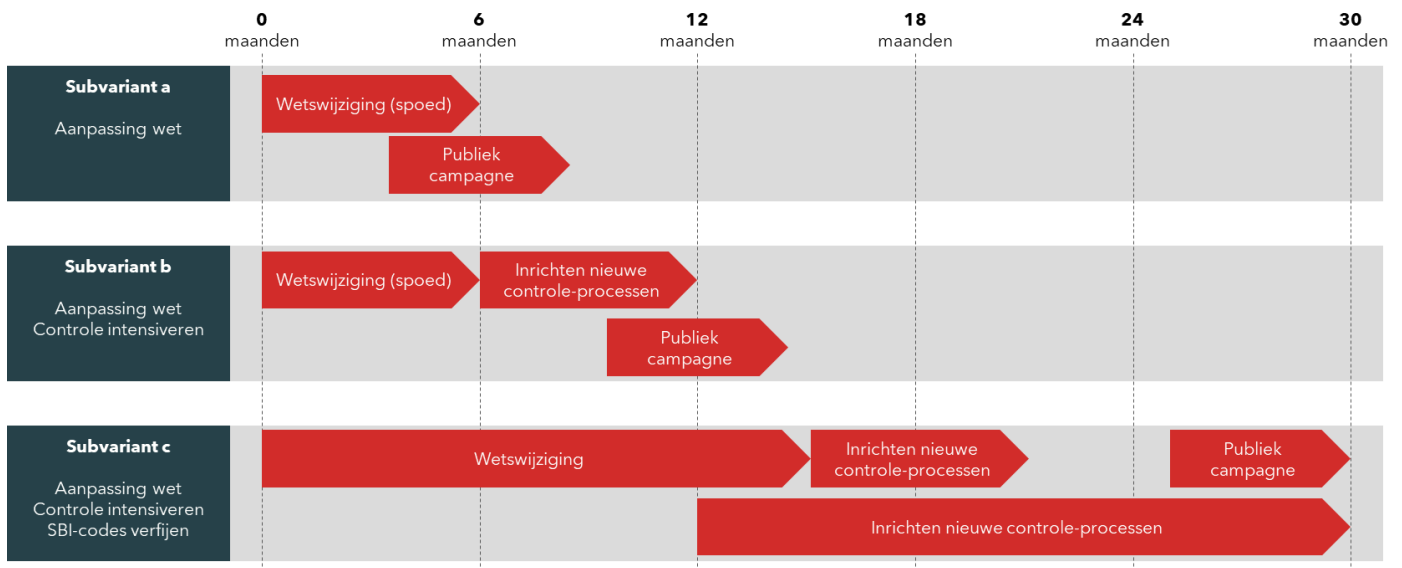 0
maanden
6
maanden
12
maanden
18
maanden
24
maanden
30
maanden
Subvariant a
Aanpassing wet
Wetswijziging (spoed)
Publiek
campagne
Subvariant b
Aanpassing wet
Controle intensiveren
Wetswijziging (spoed)
Inrichten nieuwe
controle-processen
Publiek
campagne
Subvariant c
Aanpassing wet
Controle intensiveren
SBI-codes verfijen
Wetswijziging
Inrichten nieuwe
controle-processen
Publiek
campagne
Inrichten nieuwe controle-processen